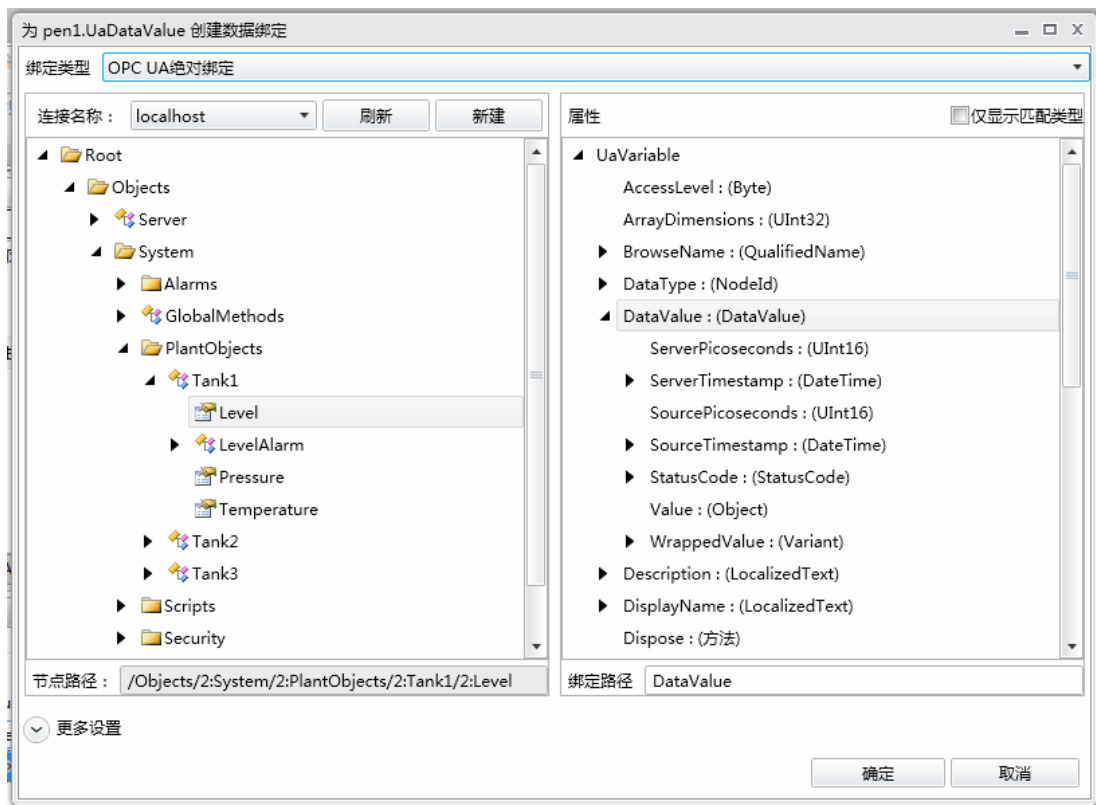 为 pen1.UaDataValue 创建数据绑定
绑定类型 OPC UA绝对绑定
连接名称： localhost 刷新 新建
Root
Objects
Server
System
Alarms
GlobalMethods
PlantObjects
Tank1
Level
LevelAlarm
Pressure
Temperature
Tank2
Tank3
Scripts
Security
节点路径： /Objects/2:System/2:PlantObjects/2:Tank1/2:Level
属性 仅显示匹配类型
UaVariable
AccessLevel : (Byte)
ArrayDimensions : (UInt32)
BrowseName : (QualifiedName)
DataType : (NodeId)
DataValue : (DataValue)
ServerPicoseconds : (UInt16)
ServerTimestamp : (DateTime)
SourcePicoseconds : (UInt16)
SourceTimestamp : (DateTime)
StatusCode : (StatusCode)
Value : (Object)
WrappedValue : (Variant)
Description : (LocalizedText)
DisplayName : (LocalizedText)
Dispose : (方法)
绑定路径 DataValue
更多设置
确定 取消